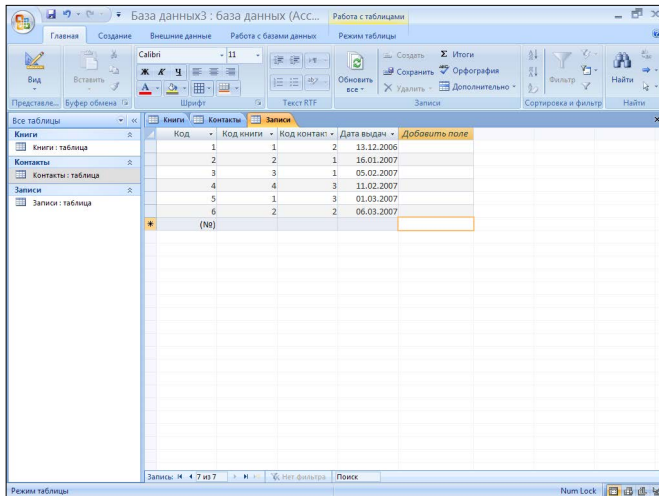 База данных3 : база данных (Acc...
Работа с таблицами
Главная Создание Внешние данные Работа с базами данных Режим таблицы
Вид
Вставить
Calibri 11
Ж К Ч
Обновить все
Создать
Сохранить
Удалить
Σ Итоги
Орфография
Дополнительно
Фильтр
Найти
Представле... Буфер обмена Шрифт Текст RTF Записи Сортировка и фильтр Найти
Все таблицы
Книги Контакты Записи
Книги
Книги : таблица
Контакты
Контакты : таблица
Записи
Записи : таблица
Код Код книги Код контакт Дата выдач Добавить поле
1 1 2 13.12.2006
2 2 1 16.01.2007
3 3 1 05.02.2007
4 4 3 11.02.2007
5 1 3 01.03.2007
6 2 2 06.03.2007
(№)
Запись: 7 из 7 Нет фильтра Поиск
Режим таблицы Num Lock